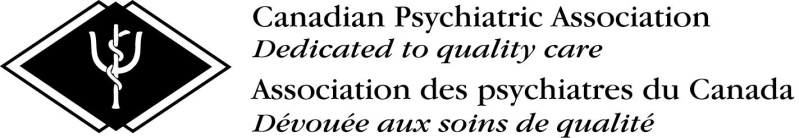 Canadian Psychiatric Association
Dedicated to quality care
Association des psychiatres du Canada
Dévouée aux soins de qualité